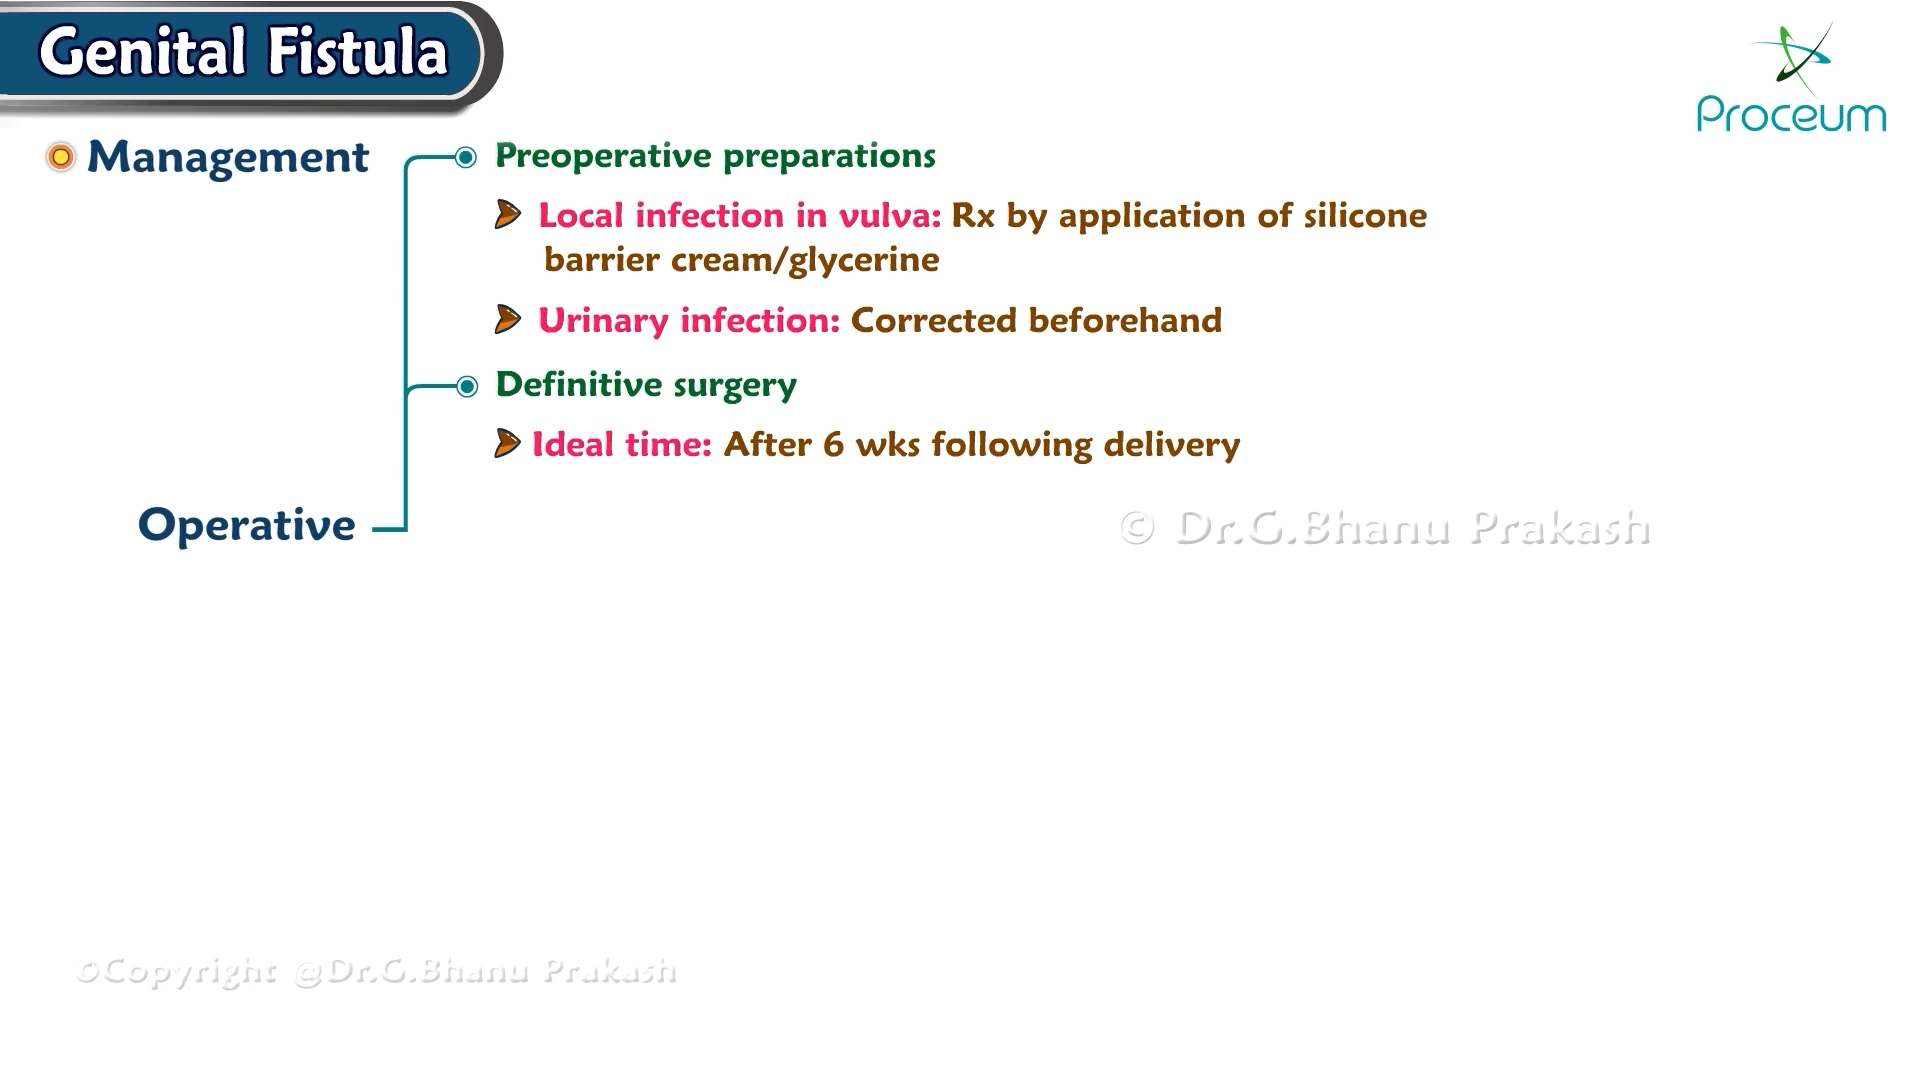 Genital Fistula
Proceum
Management
Preoperative preparations
Local infection in vulva: Rx by application of silicone
barrier cream/glycerine
Urinary infection: Corrected beforehand
Definitive surgery
Ideal time: After 6 wks following delivery
Operative
© Dr.G.Bhanu Prakash
©Copyright @Dr.G.Bhanu Prakash